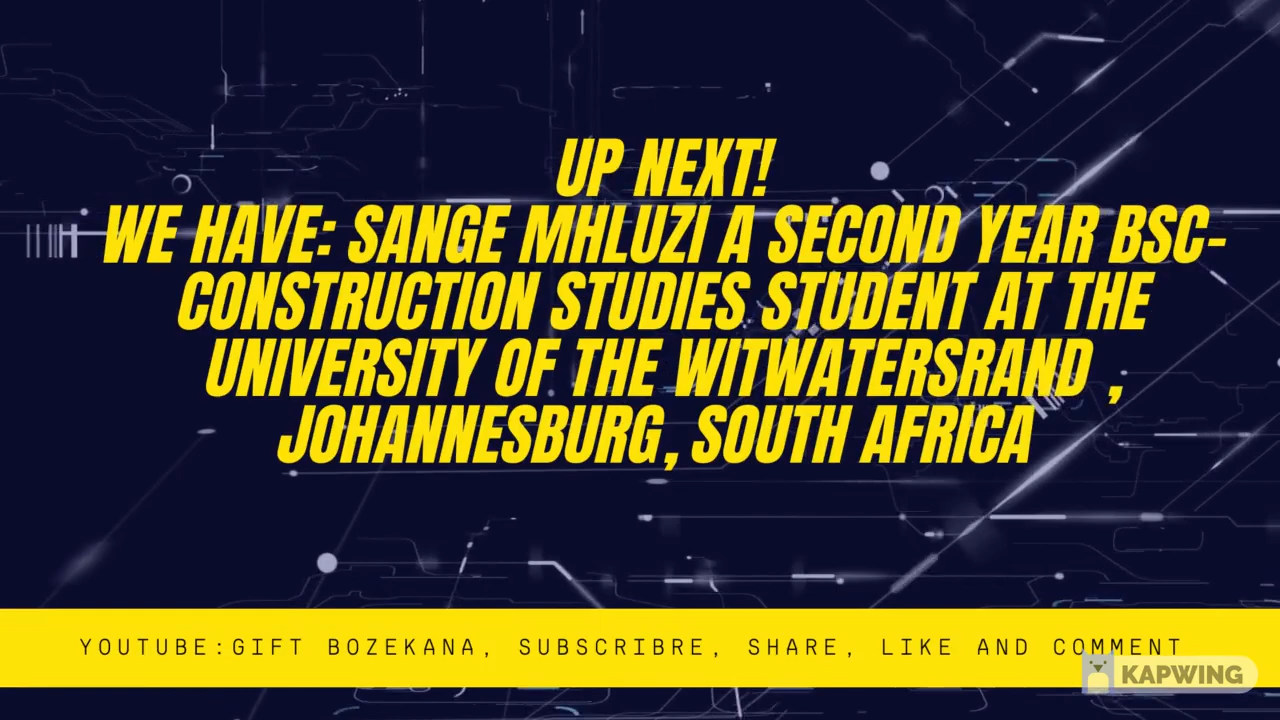 UP NEXT!
WE HAVE: SANGE MHLUZI A SECOND YEAR BSC-
CONSTRUCTION STUDIES STUDENT AT THE
UNIVERSITY OF THE WITWATERSRAND ,
JOHANNESBURG, SOUTH AFRICA
YOUTUBE:GIFT BOZEKANA, SUBSCRIBRE, SHARE, LIKE AND COMMENT
KAPWING